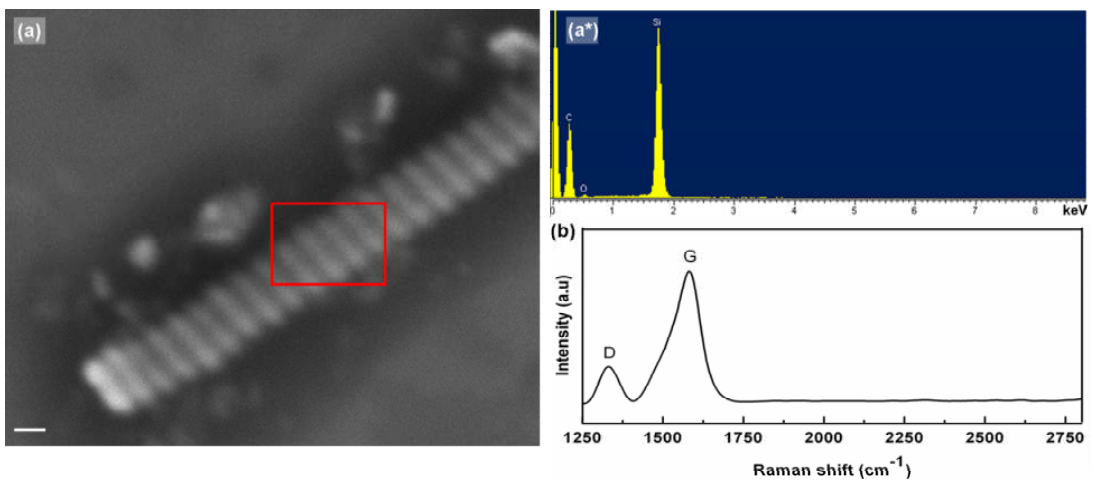 (a)
(a*)
Si
C
O
0 1 2 3 4 5 6 7 8 keV
(b)
G
D
Intensity (a.u)
1250 1500 1750 2000 2250 2500 2750
Raman shift (cm⁻¹)